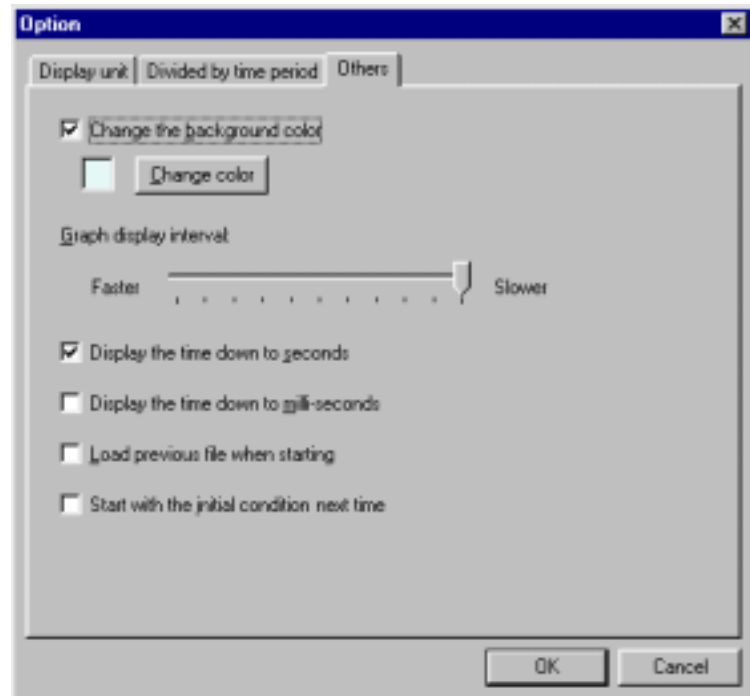 Option
Display unit Divided by time period Others
Change the background color
Change color
Graph display interval:
Faster Slower
Display the time down to seconds
Display the time down to milli-seconds
Load previous file when starting
Start with the initial condition next time
OK Cancel